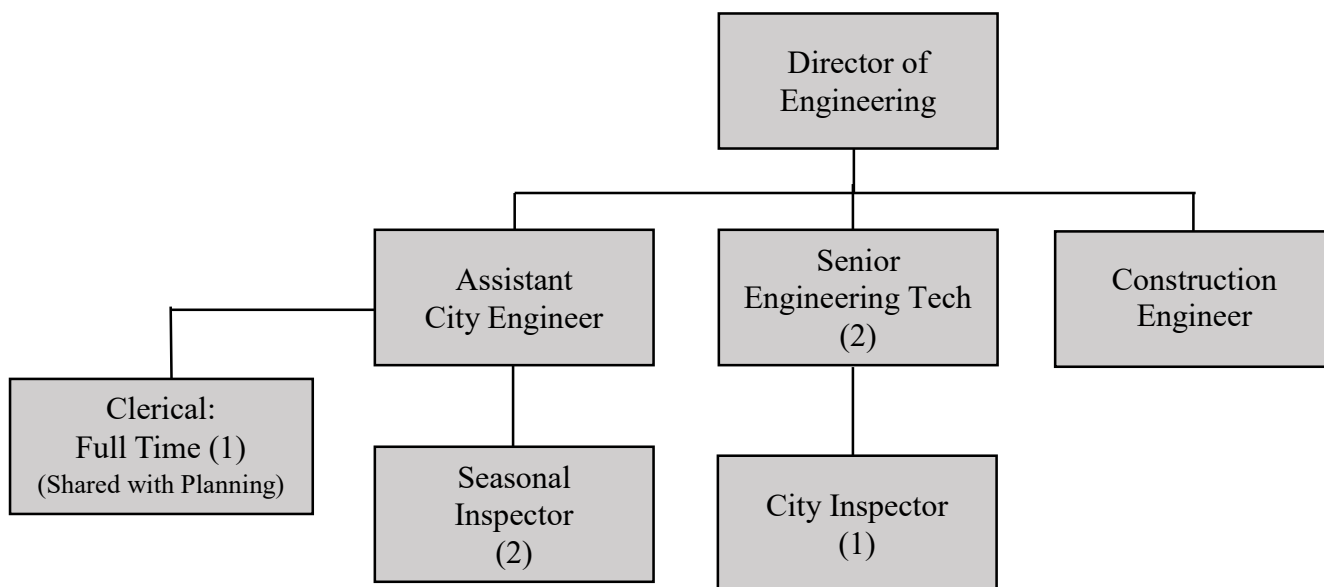 Director of
Engineering
Assistant
City Engineer
Senior
Engineering Tech
(2)
Construction
Engineer
Clerical:
Full Time (1)
(Shared with Planning)
Seasonal
Inspector
(2)
City Inspector
(1)